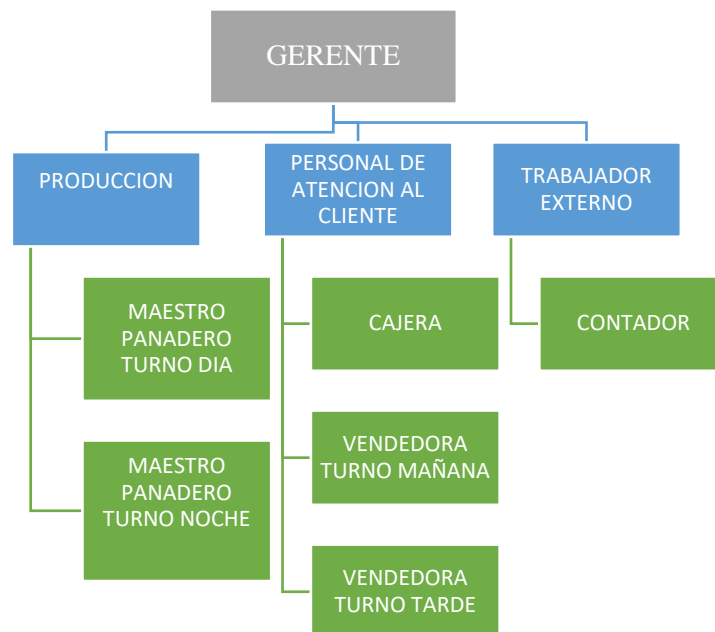 GERENTE
PRODUCCION
PERSONAL DE
ATENCION AL
CLIENTE
TRABAJADOR
EXTERNO
MAESTRO
PANADERO
TURNO DIA
CAJERA
CONTADOR
MAESTRO
PANADERO
TURNO NOCHE
VENDEDORA
TURNO MAÑANA
VENDEDORA
TURNO TARDE